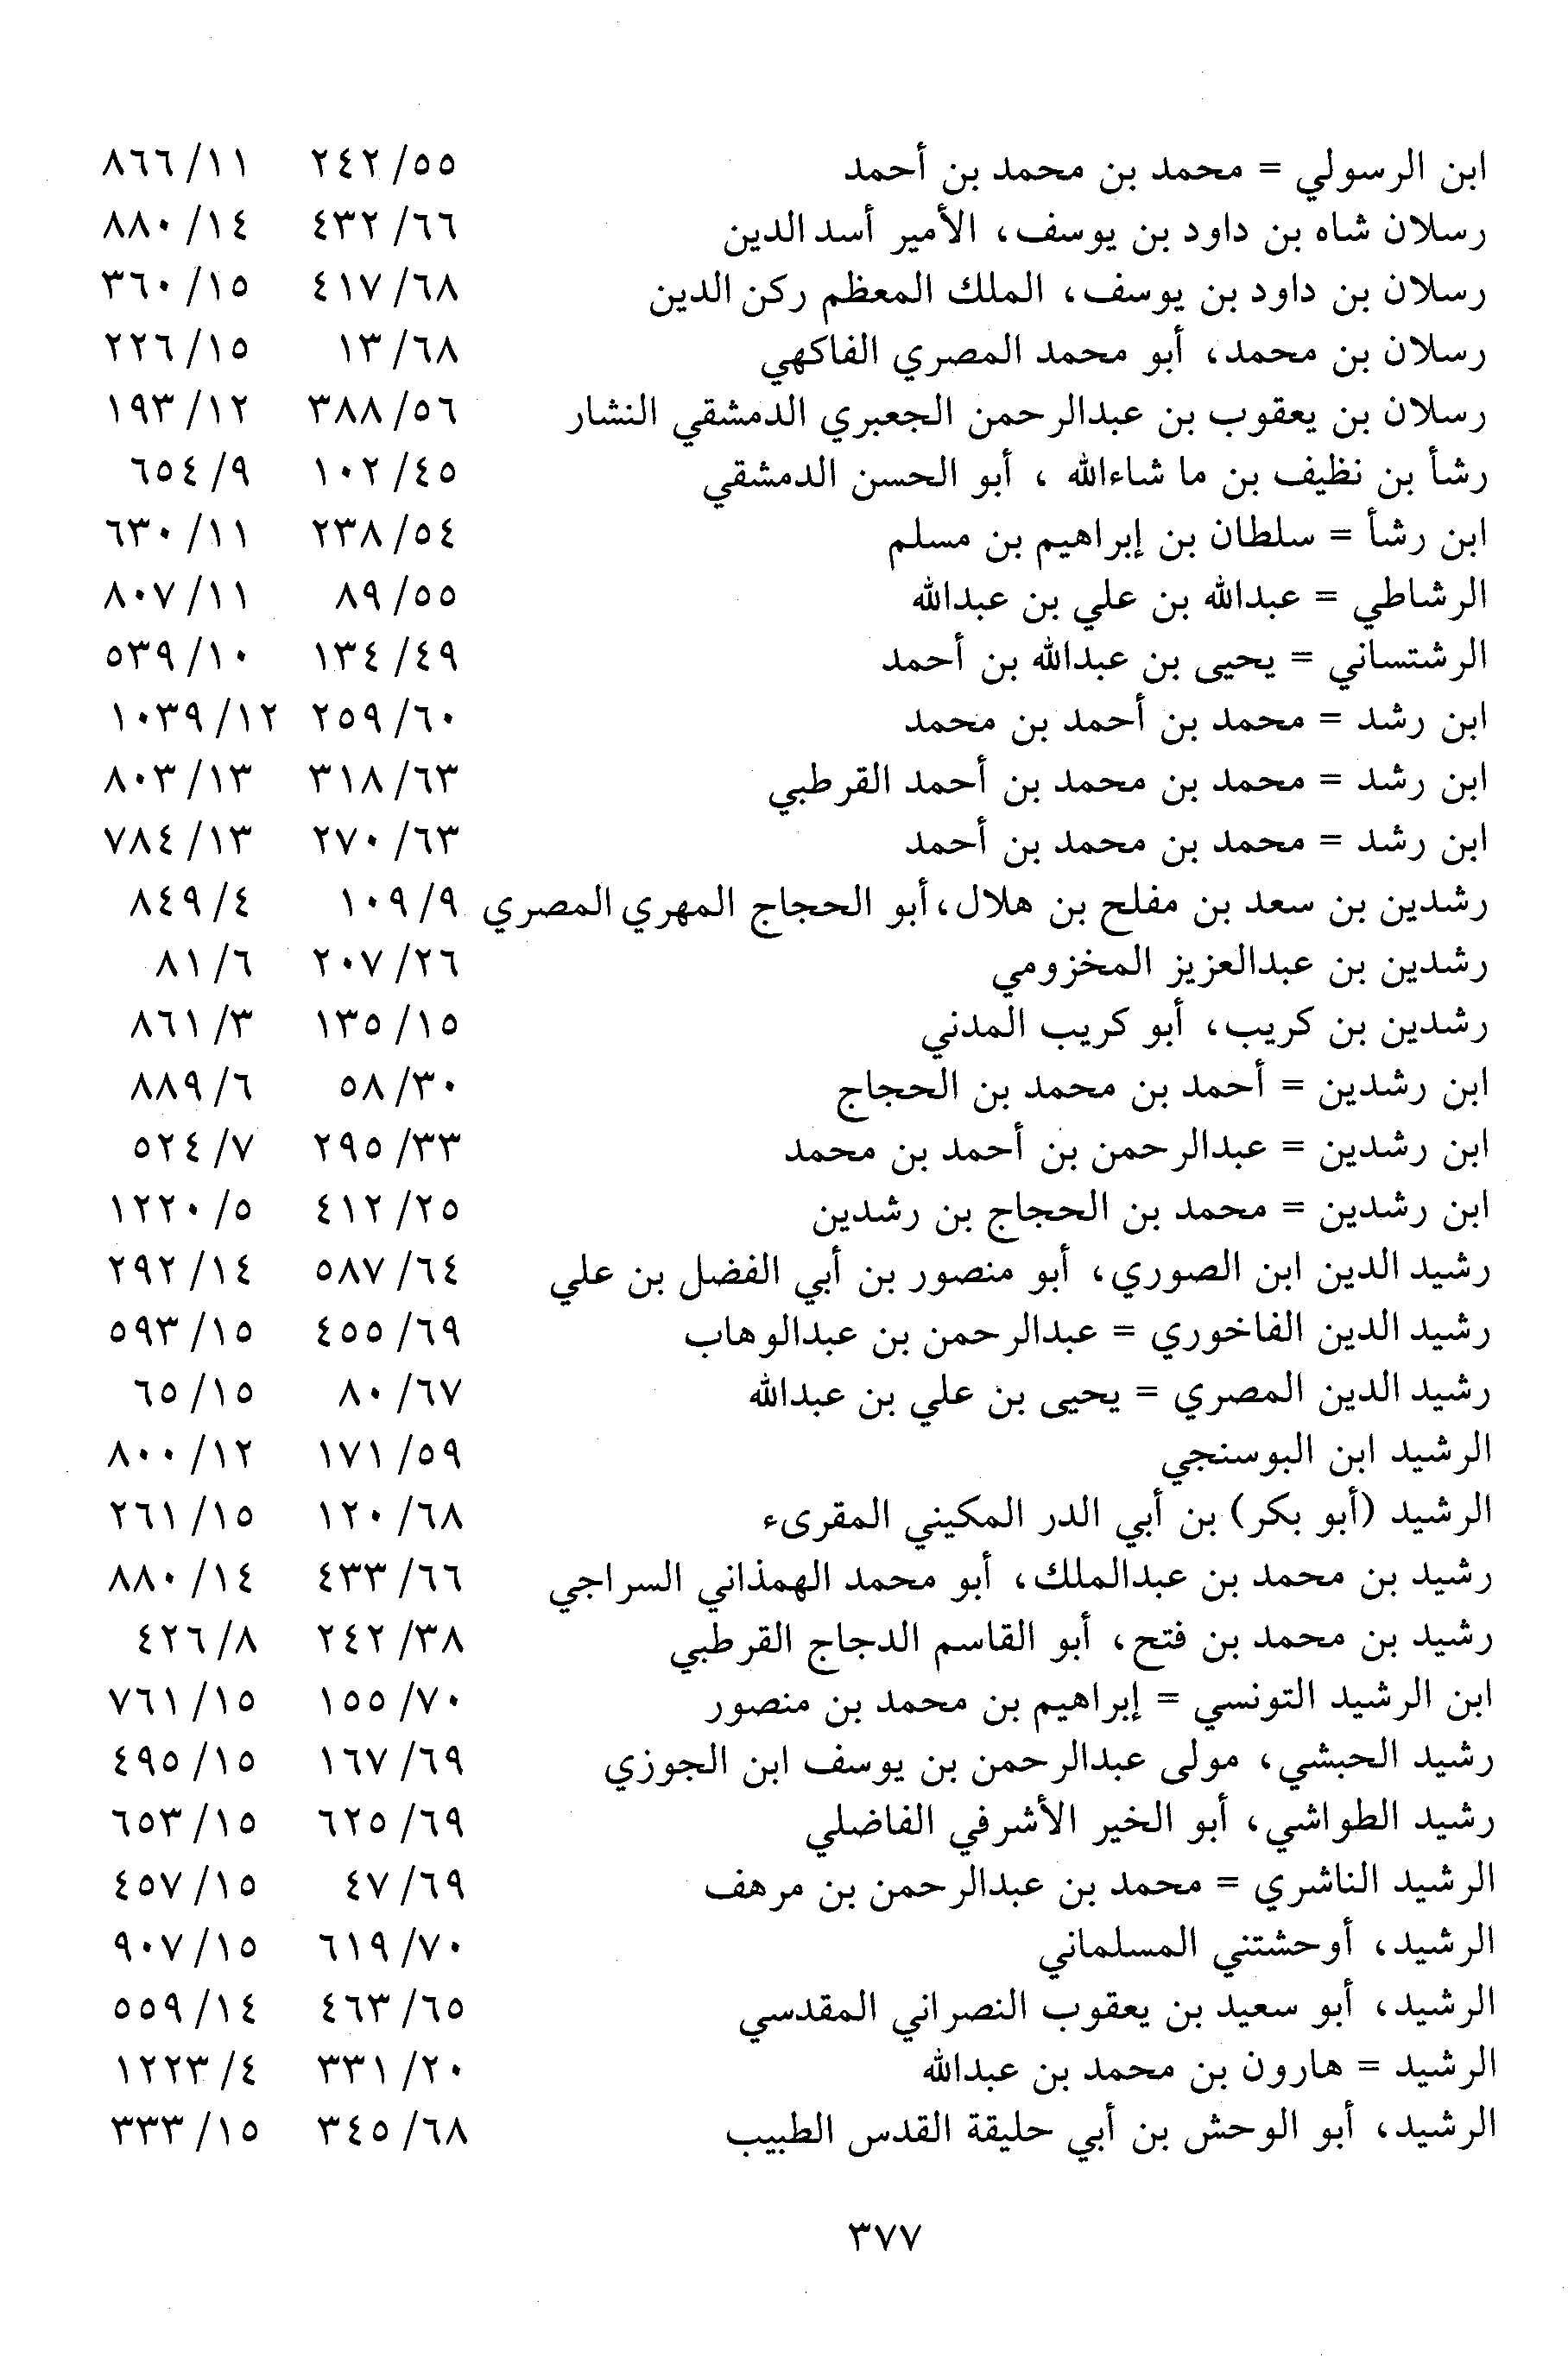 ابن الرسولي = محمد بن محمد بن أحمد ٥٥/ ٢٤٢ ١١/ ٨٦٦
رسلان شاه بن داود بن يوسف، الأمير أسد الدين ٦٦/ ٤٣٢ ١٤/ ٨٨٠
رسلان بن داود بن يوسف، الملك المعظم ركن الدين ٦٨/ ٤١٧ ١٥/ ٣٦٠
رسلان بن محمد، أبو محمد المصري الفاكهي ٦٨/ ١٣ ١٥/ ٢٢٦
رسلان بن يعقوب بن عبدالرحمن الجعبري الدمشقي النشار ٥٦/ ٣٨٨ ١٢/ ١٩٣
رشأ بن نظيف بن ما شاءالله ، أبو الحسن الدمشقي ٤٥/ ١٠٢ ٩/ ٦٥٤
ابن رشأ = سلطان بن إبراهيم بن مسلم ٥٤/ ٢٣٨ ١١/ ٦٣٠
الرشاطي = عبدالله بن علي بن عبدالله ٥٥/ ٨٩ ١١/ ٨٠٧
الرشتساني = يحيى بن عبدالله بن أحمد ٤٩/ ١٣٤ ١٠/ ٥٣٩
ابن رشد = محمد بن أحمد بن محمد ٦٠/ ٢٥٩ ١٢/ ١٠٣٩
ابن رشد = محمد بن محمد بن أحمد القرطبي ٦٣/ ٣١٨ ١٣/ ٨٠٣
ابن رشد = محمد بن محمد بن أحمد ٦٣/ ٢٧٠ ١٣/ ٧٨٤
رشدين بن سعد بن مفلح بن هلال، أبو الحجاج المهري المصري ٩/ ١٠٩ ٤/ ٨٤٩
رشدين بن عبدالعزيز المخزومي ٢٦/ ٢٠٧ ٦/ ٨١
رشدين بن كريب، أبو كريب المدني ١٥/ ١٣٥ ٣/ ٨٦١
ابن رشدين = أحمد بن محمد بن الحجاج ٣٠/ ٥٨ ٦/ ٨٨٩
ابن رشدين = عبدالرحمن بن أحمد بن محمد ٣٣/ ٢٩٥ ٧/ ٥٢٤
ابن رشدين = محمد بن الحجاج بن رشدين ٢٥/ ٤١٢ ٥/ ١٢٢٠
رشيد الدين ابن الصوري، أبو منصور بن أبي الفضل بن علي ٦٤/ ٥٨٧ ١٤/ ٢٩٢
رشيد الدين الفاخوري = عبدالرحمن بن عبدالوهاب ٦٩/ ٤٥٥ ١٥/ ٥٩٣
رشيد الدين المصري = يحيى بن علي بن عبدالله ٦٧/ ٨٠ ١٥/ ٦٥
الرشيد ابن البوسنجي ٥٩/ ١٧١ ١٢/ ٨٠٠
الرشيد (أبو بكر) بن أبي الدر المكيني المقرىء ٦٨/ ١٢٠ ١٥/ ٢٦١
رشيد بن محمد بن عبدالملك، أبو محمد الهمذاني السراجي ٦٦/ ٤٣٣ ١٤/ ٨٨٠
رشيد بن محمد بن فتح، أبو القاسم الدجاج القرطبي ٣٨/ ٢٤٢ ٨/ ٤٢٦
ابن الرشيد التونسي = إبراهيم بن محمد بن منصور ٧٠/ ١٥٥ ١٥/ ٧٦١
رشيد الحبشي، مولى عبدالرحمن بن يوسف ابن الجوزي ٦٩/ ١٦٧ ١٥/ ٤٩٥
رشيد الطواشي، أبو الخير الأشرفي الفاضلي ٦٩/ ٦٢٥ ١٥/ ٦٥٣
الرشيد الناشري = محمد بن عبدالرحمن بن مرهف ٦٩/ ٤٧ ١٥/ ٤٥٧
الرشيد، أوحشتني المسلماني ٧٠/ ٦١٩ ١٥/ ٩٠٧
الرشيد، أبو سعيد بن يعقوب النصراني المقدسي ٦٥/ ٤٦٣ ١٤/ ٥٥٩
الرشيد = هارون بن محمد بن عبدالله ٢٠/ ٣٣١ ٤/ ١٢٢٣
الرشيد، أبو الوحش بن أبي حليقة القدس الطبيب ٦٨/ ٣٤٥ ١٥/ ٣٣٣
٣٧٧